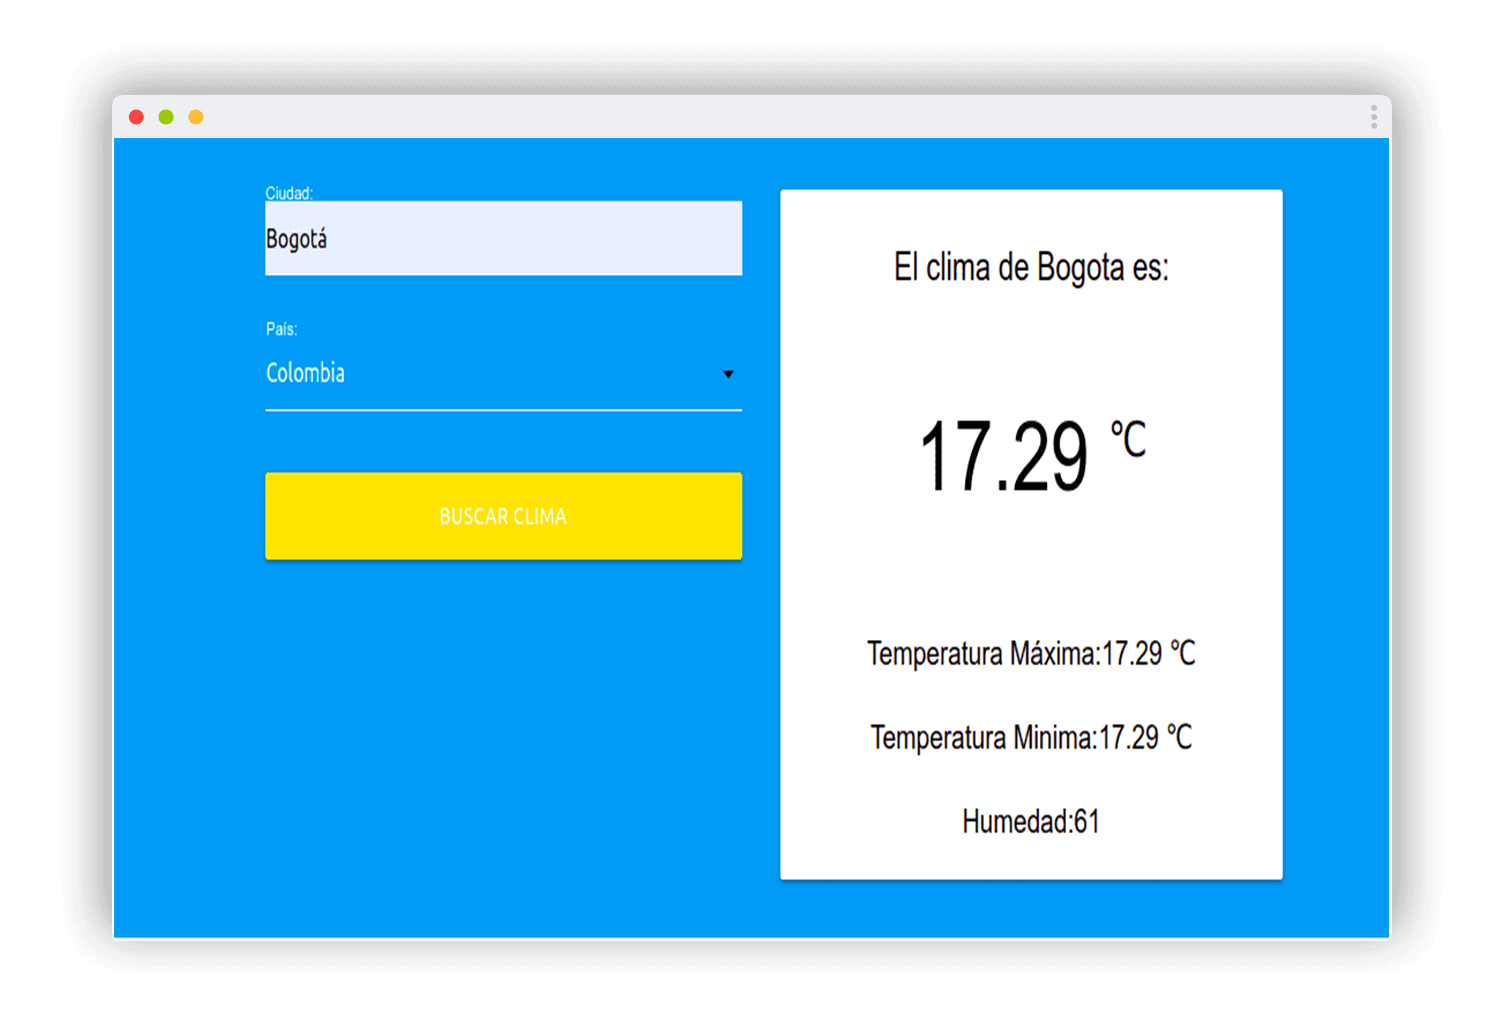 Ciudad:
Bogotá
País:
Colombia
BUSCAR CLIMA
El clima de Bogota es:
17.29 °C
Temperatura Máxima:17.29 °C
Temperatura Minima:17.29 °C
Humedad:61